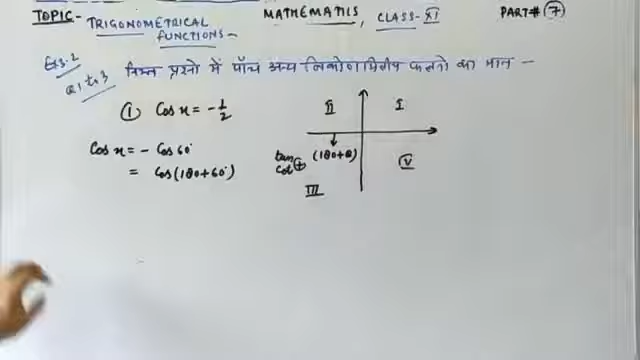 TOPIC- TRIGONOMETRICAL FUNCTIONS- MATHEMATICS, CLASS-XI PART# 7
Ex 3.2
Q1 to 3 निम्न प्रश्नो में पाँच अन्य त्रिकोणमितीय फलनो का मान -
① Cos x = -1/2
Cos x = - Cos 60°
= Cos (180+60°)
II I
tan cot ⊕ (180+θ) IV
III